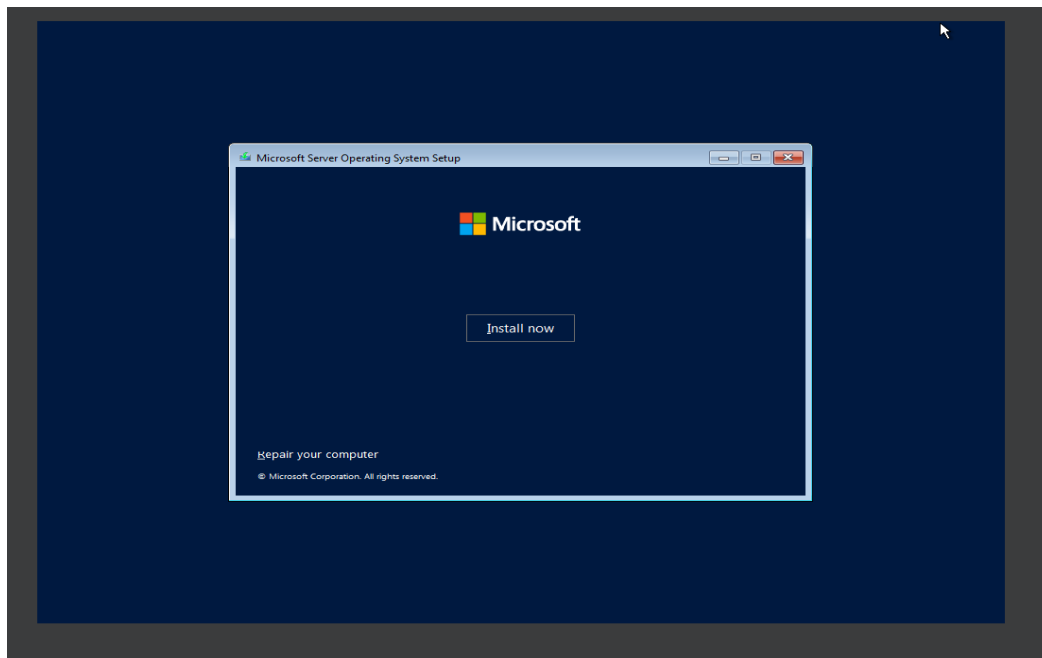 Microsoft Server Operating System Setup
Microsoft
Install now
Repair your computer
© Microsoft Corporation. All rights reserved.